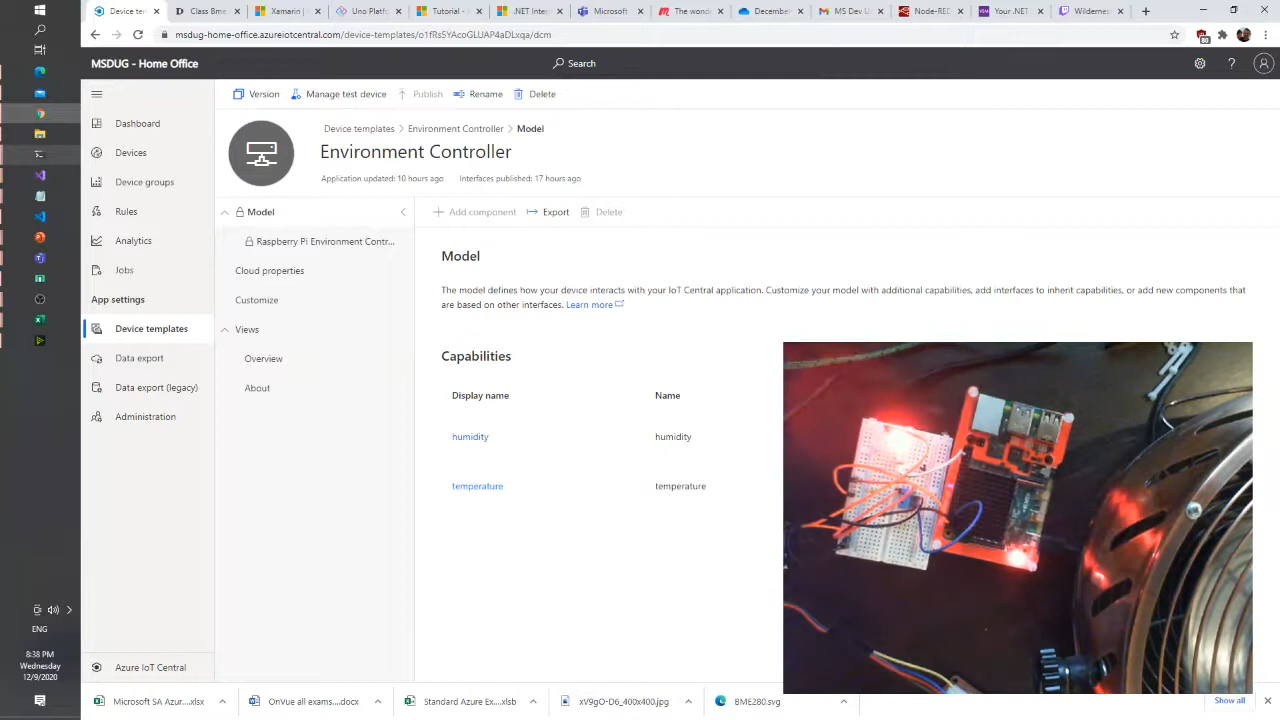 Device ter
Class Bme
Xamarin |
Uno Platfo
Tutorial -
.NET Inter
Microsoft
The wond
December
MS Dev U
Node-RED
Your .NET
Wilderness
msdug-home-office.azureiotcentral.com/device-templates/o1fRs5YAcoGLUAP4aDLxqa/dcm
80
MSDUG - Home Office
Search
Version
Manage test device
Publish
Rename
Delete
Dashboard
Devices
Device groups
Rules
Analytics
Jobs
App settings
Device templates
Data export
Data export (legacy)
Administration
Azure IoT Central
Device templates > Environment Controller > Model
Environment Controller
Application updated: 10 hours ago Interfaces published: 17 hours ago
Model
Raspberry Pi Environment Contr...
Cloud properties
Customize
Views
Overview
About
Add component
Export
Delete
Model
The model defines how your device interacts with your IoT Central application. Customize your model with additional capabilities, add interfaces to inherit capabilities, or add new components that
are based on other interfaces. Learn more
Capabilities
Display name Name
humidity humidity
temperature temperature
ENG
8:38 PM
Wednesday
12/9/2020
Microsoft SA Azur....xlsx
OnVue all exams....docx
Standard Azure Ex....xlsb
xV9gO-D6_400x400.jpg
BME280.svg
Show all